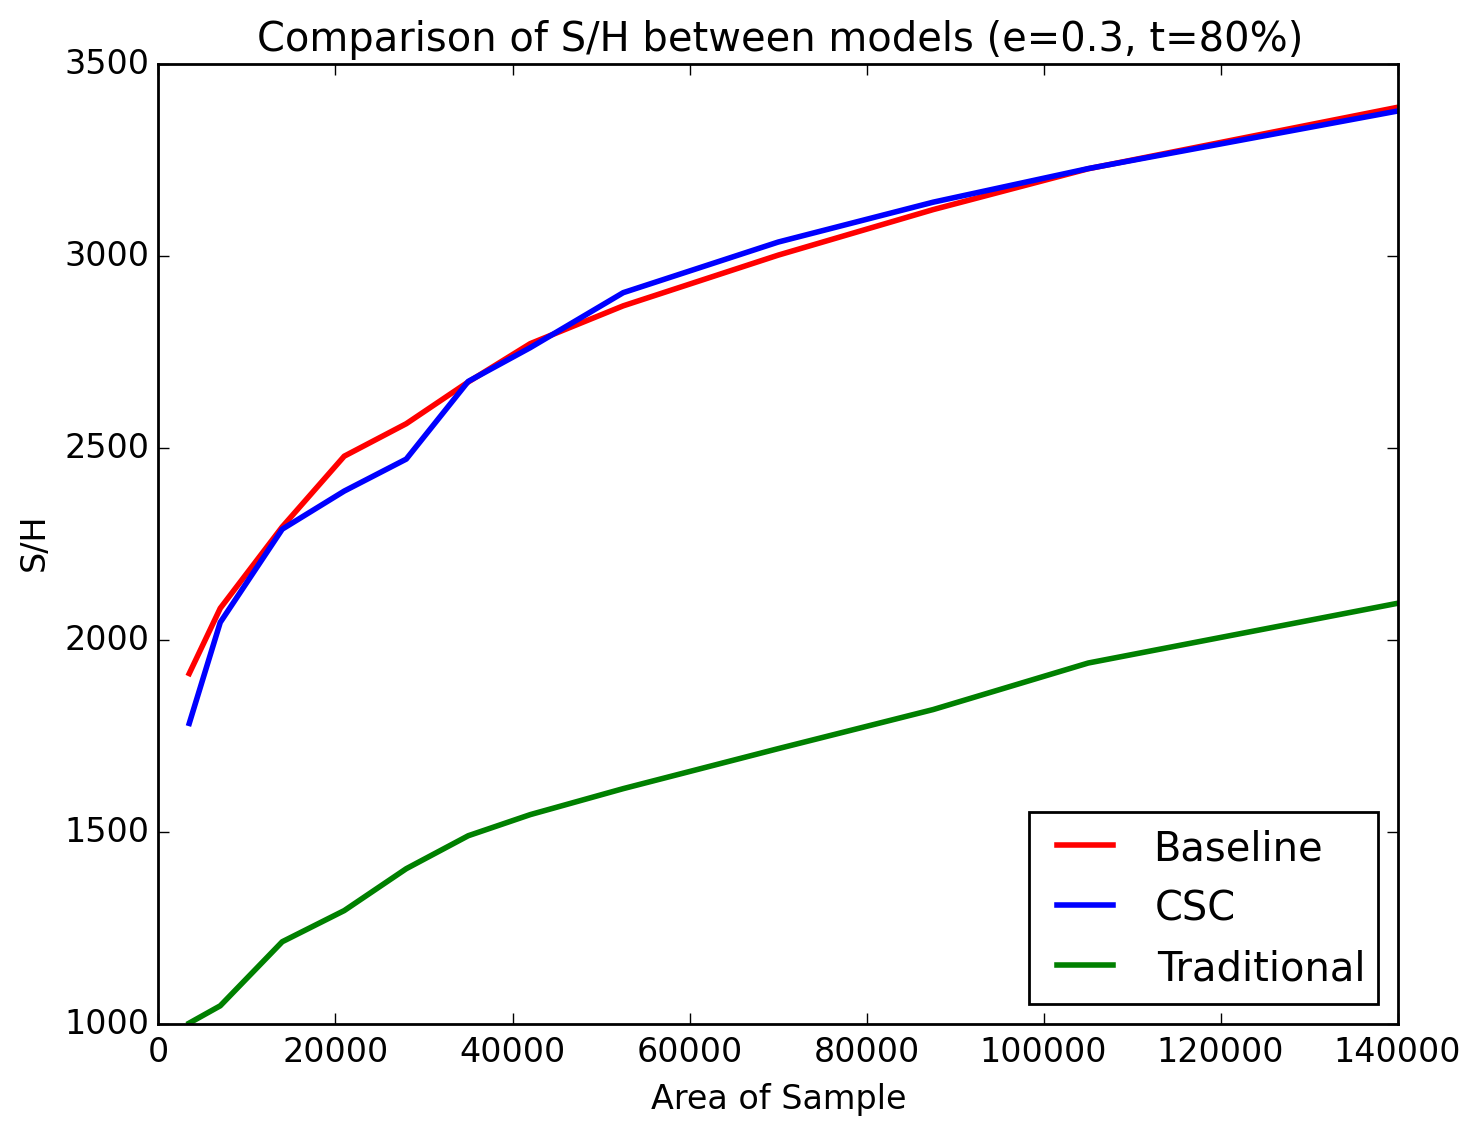 Comparison of S/H between models (e=0.3, t=80%)
3500
3000
2500
2000
1500
1000
S/H
Baseline
CSC
Traditional
0 20000 40000 60000 80000 100000 120000 140000
Area of Sample